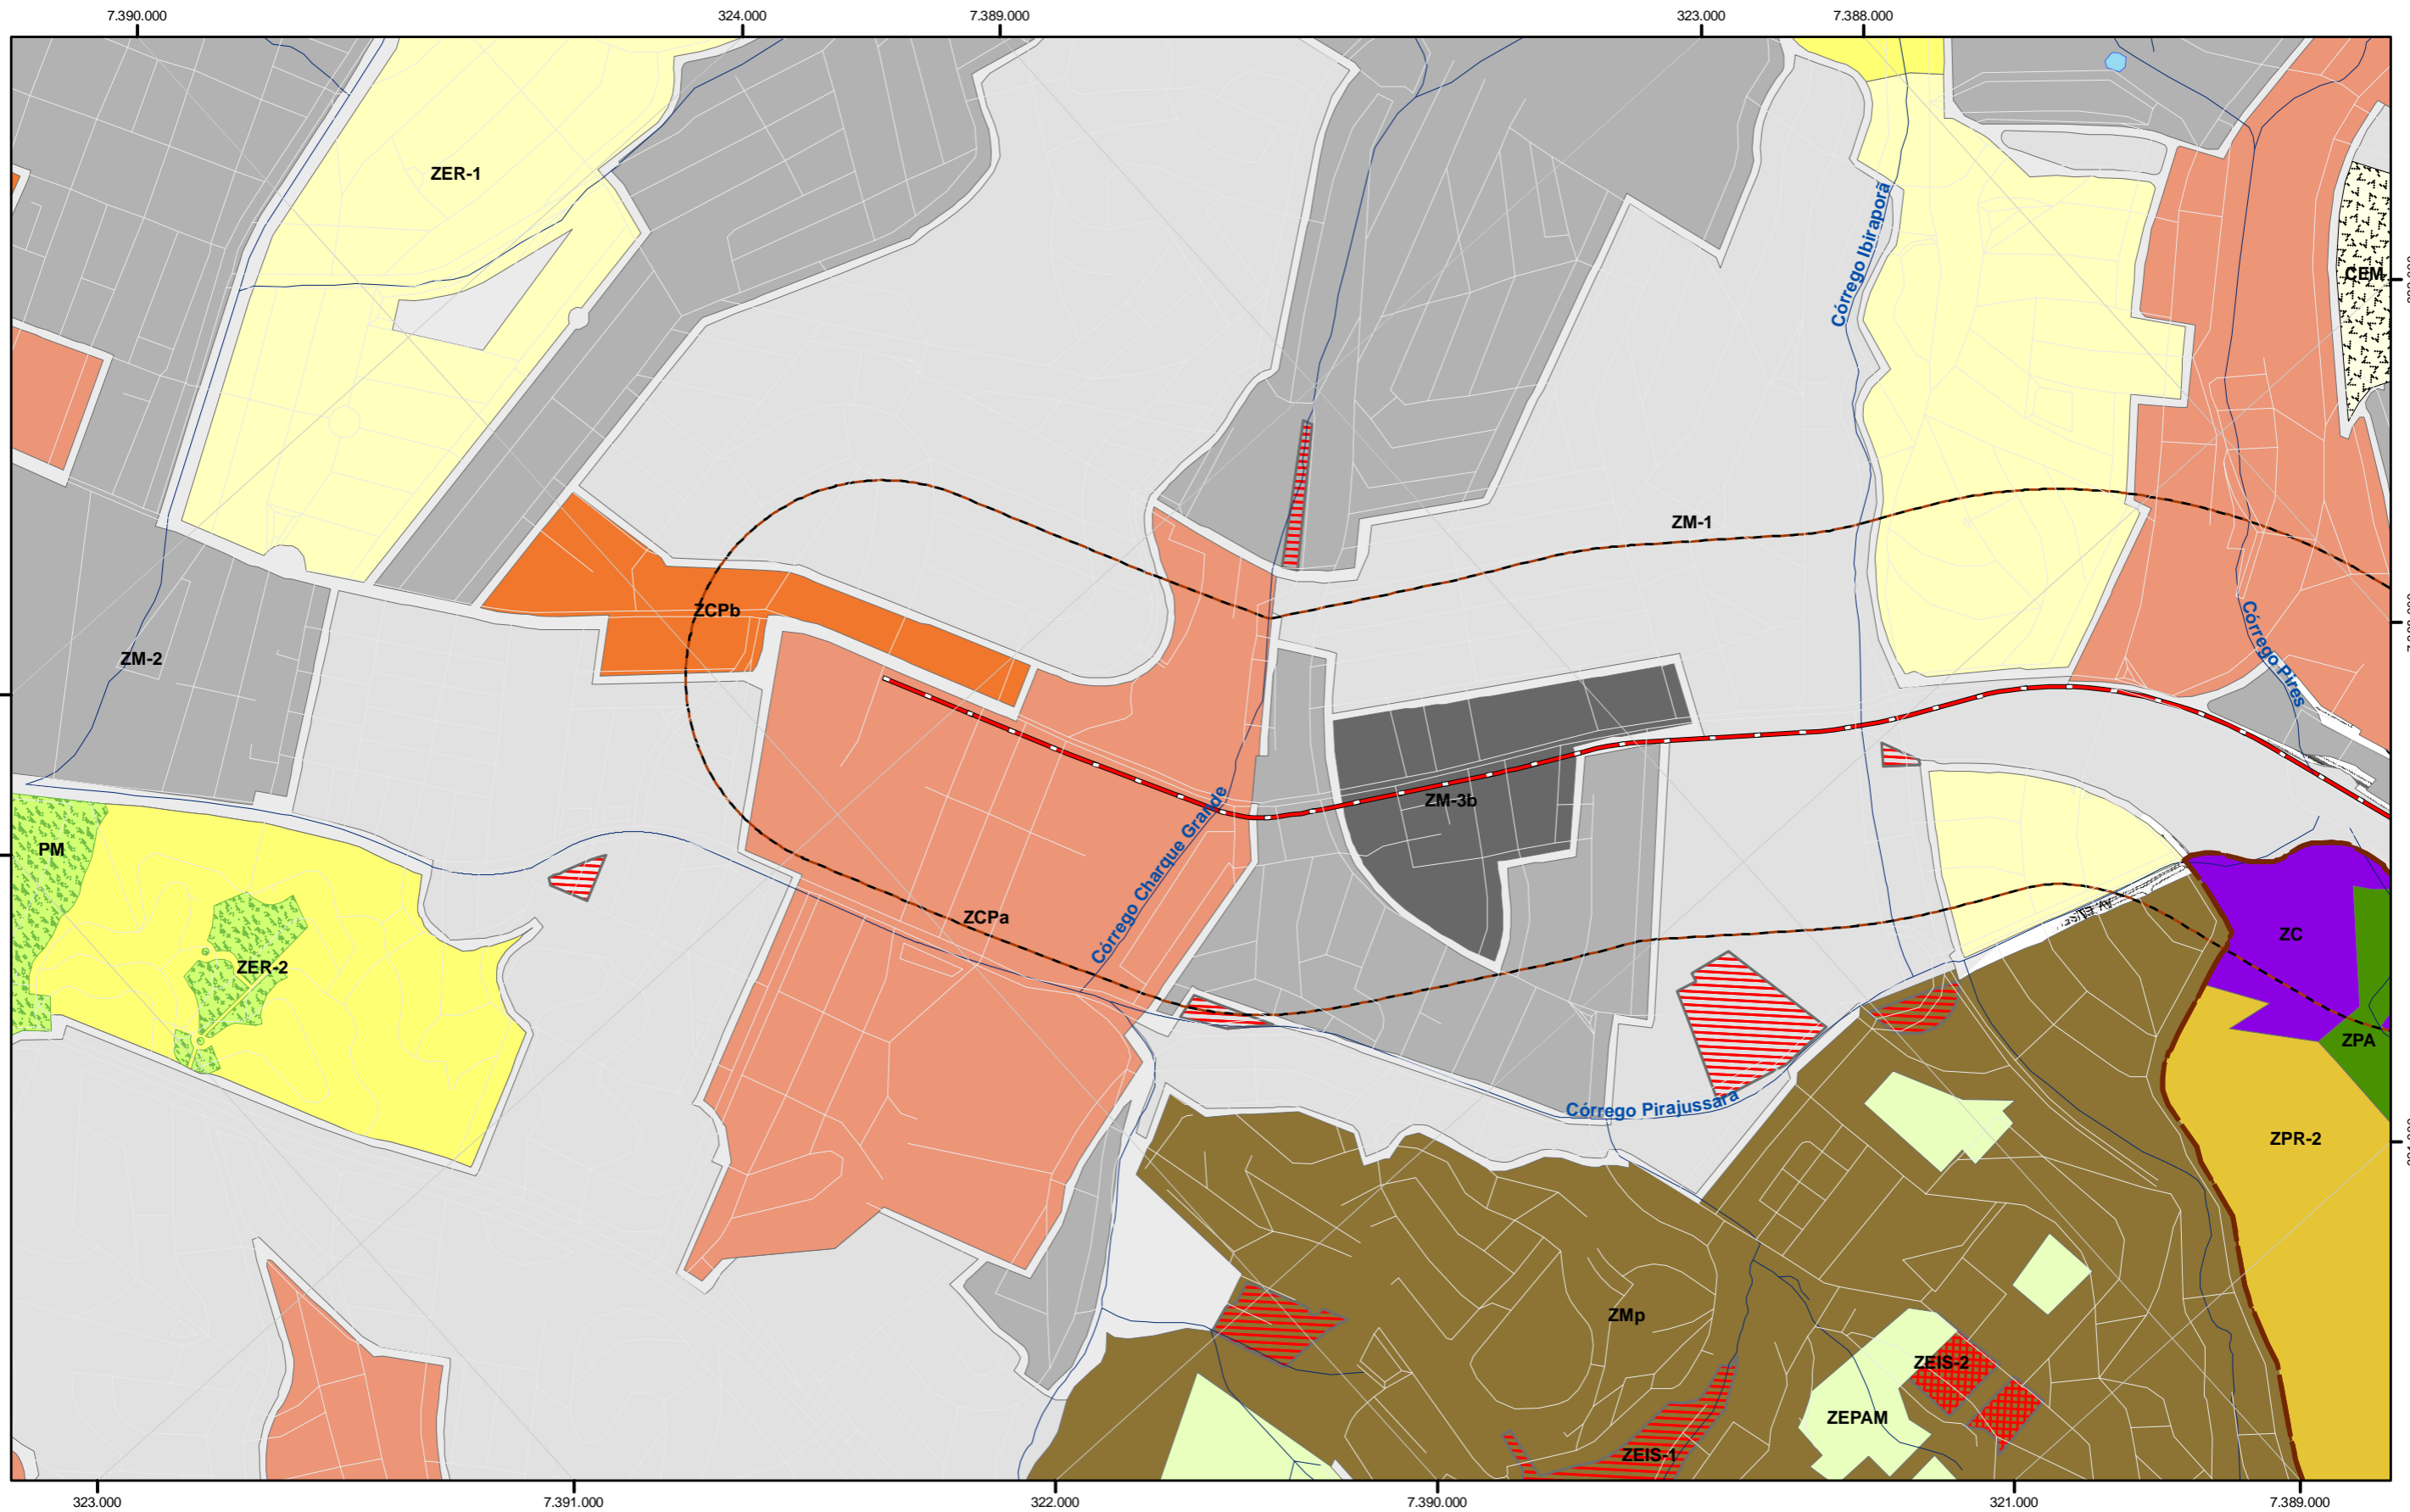 7.390.000
324.000
7.389.000
323.000
7.388.000
ZER-1
Córrego Ibiraporã
CEM
ZM-1
ZCPb
Córrego Pires
ZM-2
ZM-3b
Córrego Charque Grande
PM
ZCPa
ZC
ZER-2
ZPA
Córrego Pirajussara
ZPR-2
ZMp
ZEIS-2
ZEPAM
ZEIS-1
323.000
7.391.000
322.000
7.390.000
321.000
7.389.000